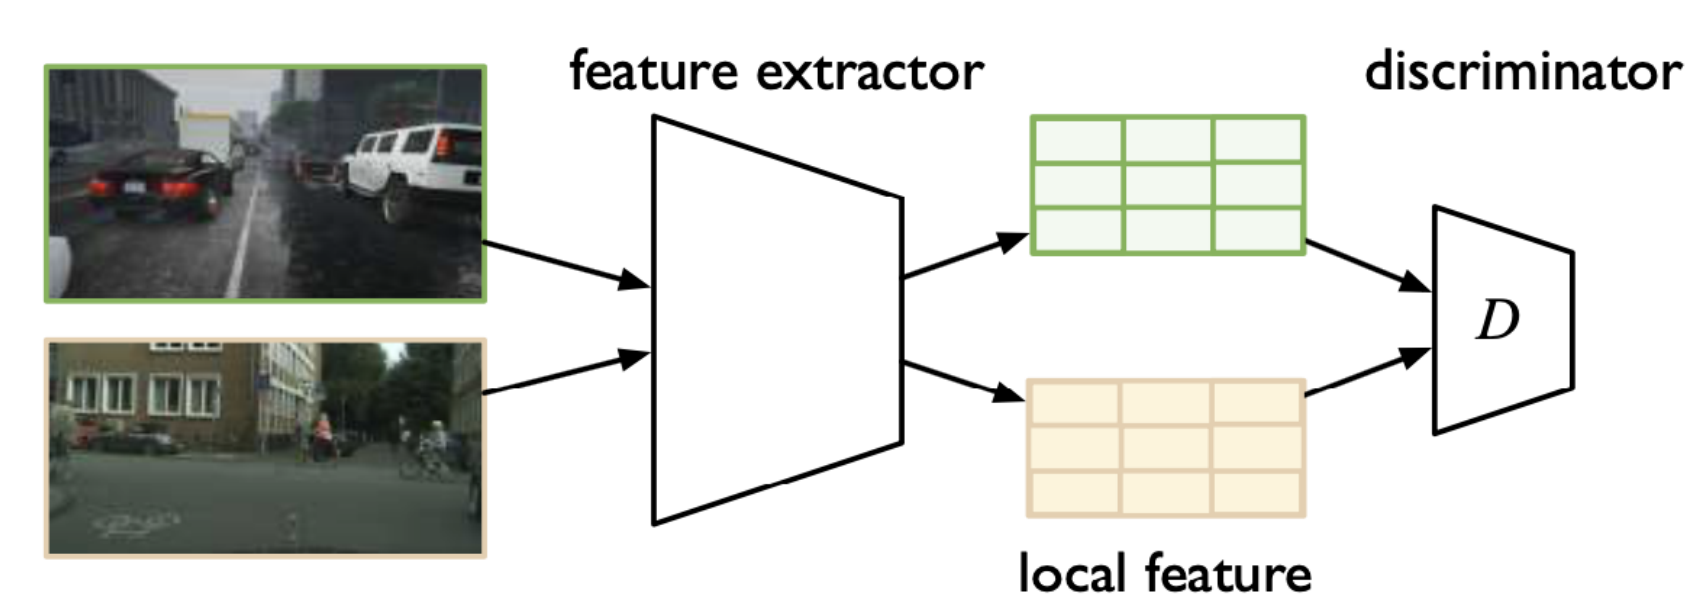 feature extractor
discriminator
D
local feature